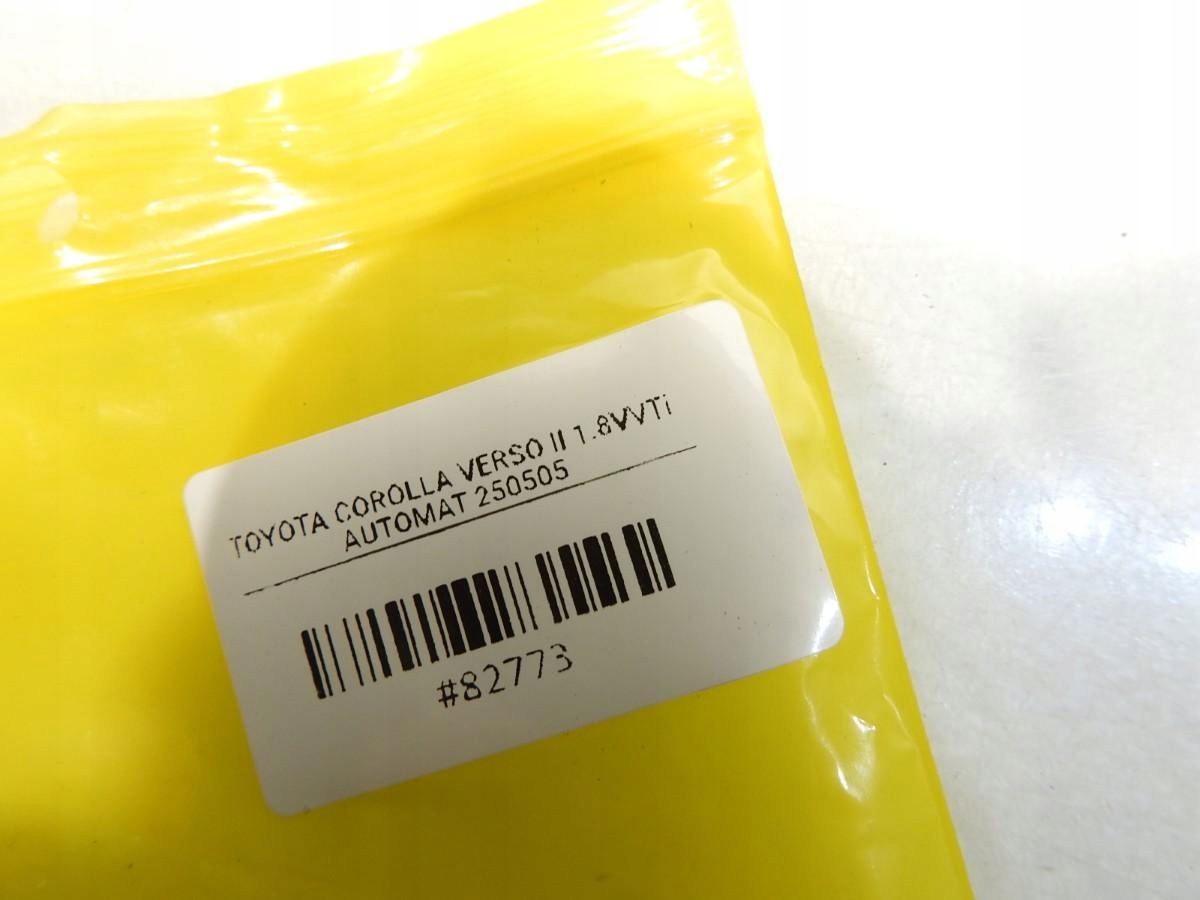 TOYOTA COROLLA VERSO II 1.8VVTi
AUTOMAT 250505
#82773